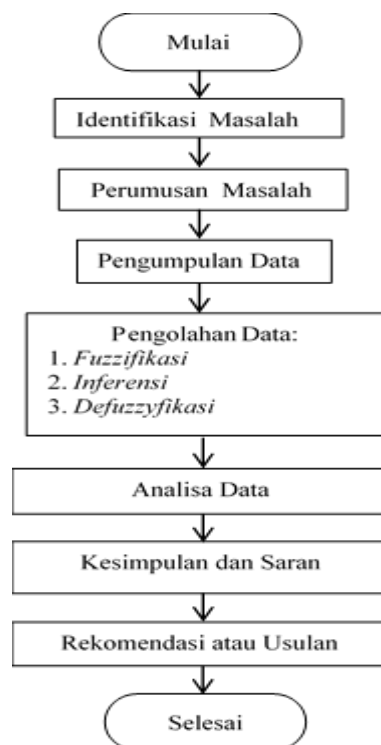 Mulai
Identifikasi Masalah
Perumusan Masalah
Pengumpulan Data
Pengolahan Data:
1. Fuzzifikasi
2. Inferensi
3. Defuzzyfikasi
Analisa Data
Kesimpulan dan Saran
Rekomendasi atau Usulan
Selesai